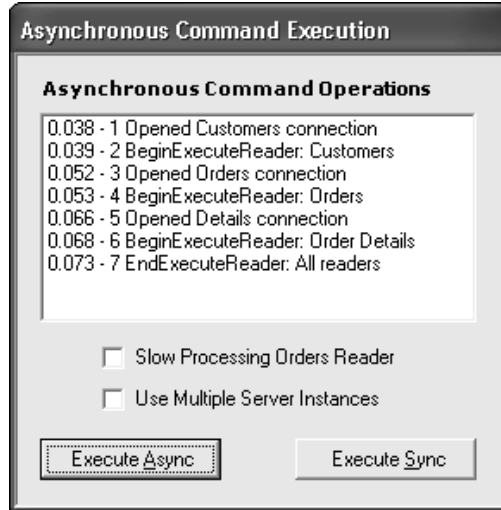 Asynchronous Command Execution
Asynchronous Command Operations
0.038 - 1 Opened Customers connection
0.039 - 2 BeginExecuteReader: Customers
0.052 - 3 Opened Orders connection
0.053 - 4 BeginExecuteReader: Orders
0.066 - 5 Opened Details connection
0.068 - 6 BeginExecuteReader: Order Details
0.073 - 7 EndExecuteReader: All readers
Slow Processing Orders Reader
Use Multiple Server Instances
Execute Async
Execute Sync